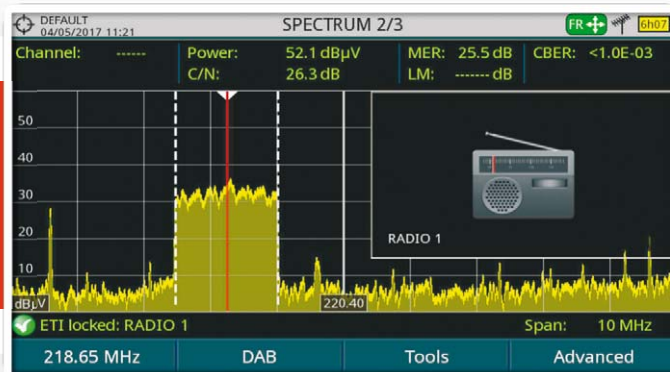 DEFAULT
04/05/2017 11:21
SPECTRUM 2/3
FR
6h07
Channel: ------ Power: 52.1 dBµV MER: 25.5 dB CBER: <1.0E-03
C/N: 26.3 dB LM: ------- dB
50
40
30
20
10
dBµV
RADIO 1
220.40
ETI locked: RADIO 1 Span: 10 MHz
218.65 MHz DAB Tools Advanced